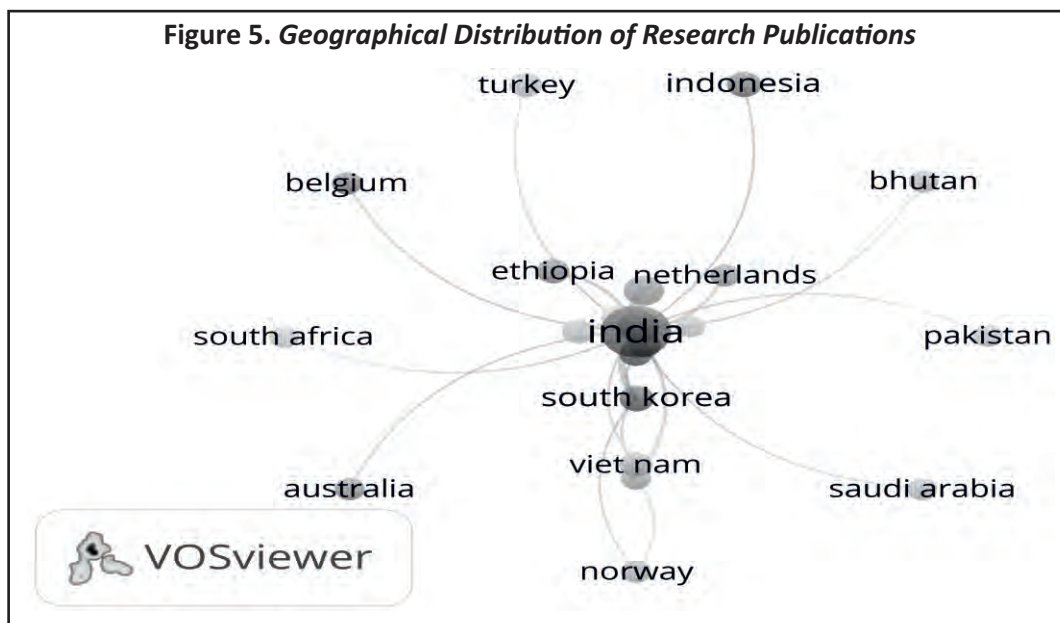 Figure 5. Geographical Distribution of Research Publications
turkey
indonesia
belgium
bhutan
ethiopia
netherlands
india
south africa
pakistan
south korea
viet nam
australia
saudi arabia
VOSviewer
norway